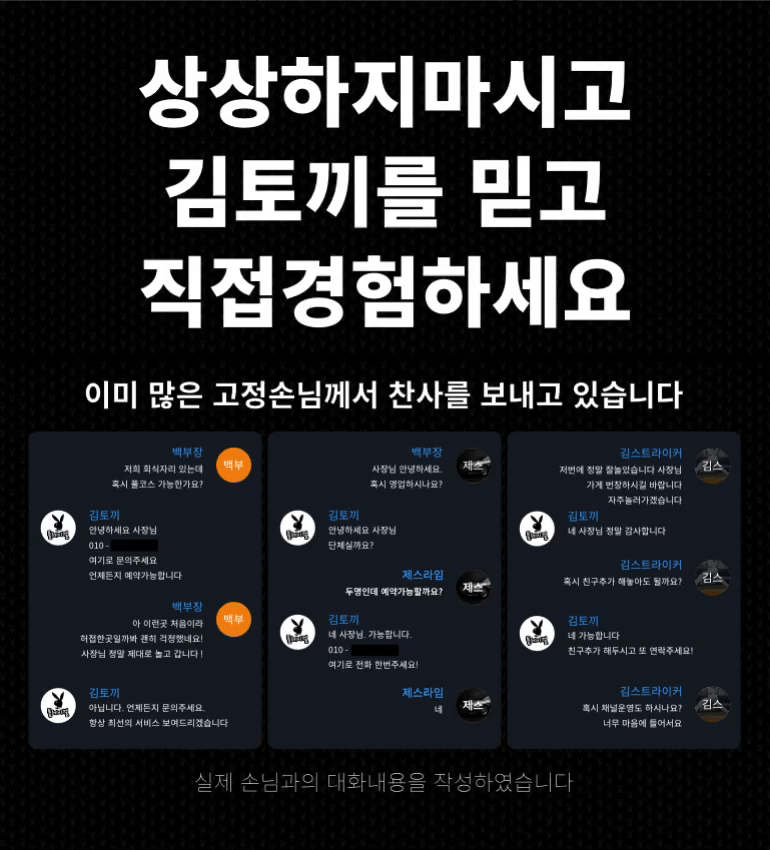 상상하지마시고
김토끼를 믿고
직접경험하세요
이미 많은 고정손님께서 찬사를 보내고 있습니다
백부장
저희 회식자리 있는데
혹시 풀코스 가능한가요?
백부
김토끼
안녕하세요 사장님
010 -
여기로 문의주세요
언제든지 예약가능합니다
백부장
아 이런곳 처음이라
허접한곳일까봐 괜히 걱정했네요!
사장님 정말 제대로 놀고 갑니다 !
백부
김토끼
아닙니다. 언제든지 문의주세요.
항상 최선의 서비스 보여드리겠습니다
백부장
사장님 안녕하세요.
혹시 영업하시나요?
제스
김토끼
안녕하세요 사장님
단체실까요?
제스라임
두명인데 예약가능할까요?
제스
김토끼
네 사장님. 가능합니다.
010 -
여기로 전화 한번주세요!
제스라임
네
제스
김스트라이커
저번에 정말 잘놀았습니다 사장님
가게 번창하시길 바랍니다
자주놀러가겠습니다
김스
김토끼
네 사장님 정말 감사합니다
김스트라이커
혹시 친구추가 해놓아도 될까요?
김스
김토끼
네 가능합니다
친구추가 해두시고 또 연락주세요!
김스트라이커
혹시 채널운영도 하시나요?
너무 마음에 들어서요
김스
실제 손님과의 대화내용을 작성하였습니다